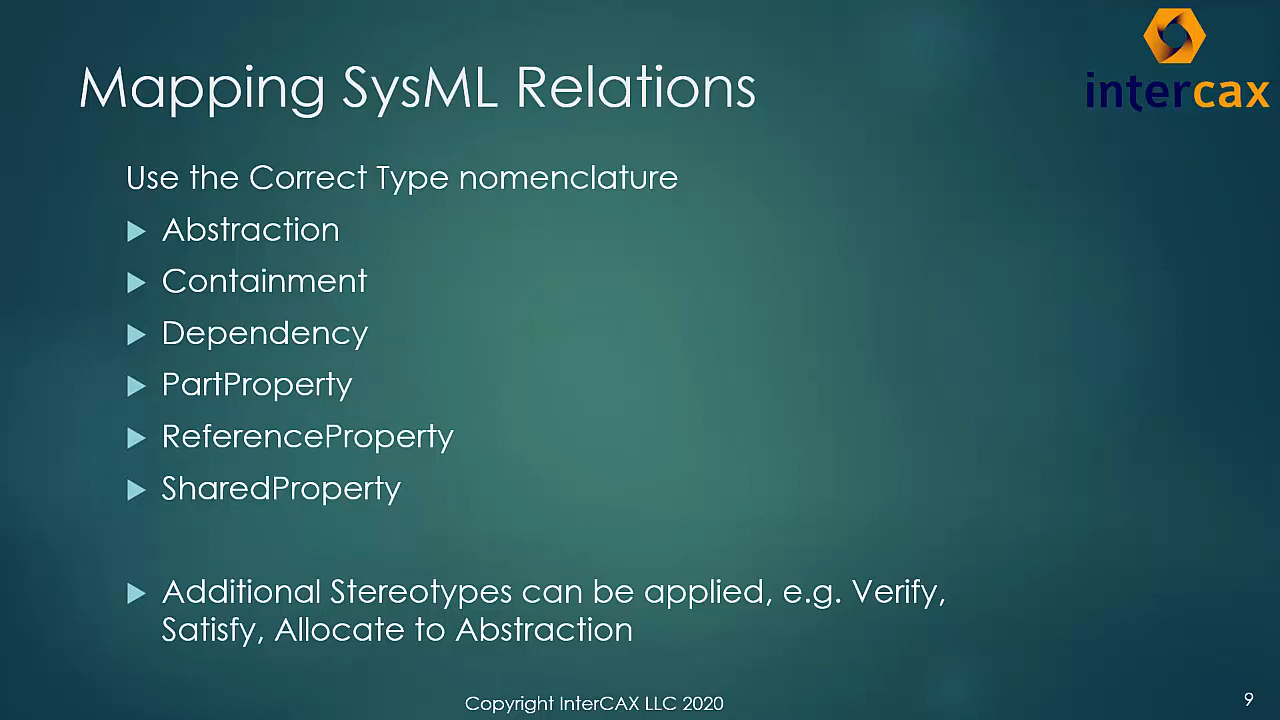 intercax
Mapping SysML Relations
Use the Correct Type nomenclature
Abstraction
Containment
Dependency
PartProperty
ReferenceProperty
SharedProperty
Additional Stereotypes can be applied, e.g. Verify,
Satisfy, Allocate to Abstraction
Copyright InterCAX LLC 2020
9